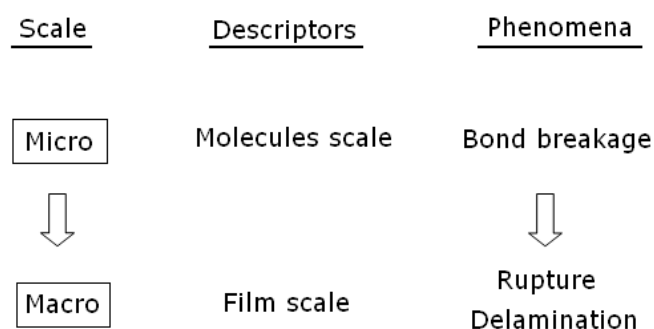 Scale Descriptors Phenomena
Micro Molecules scale Bond breakage
Macro Film scale Rupture
Delamination